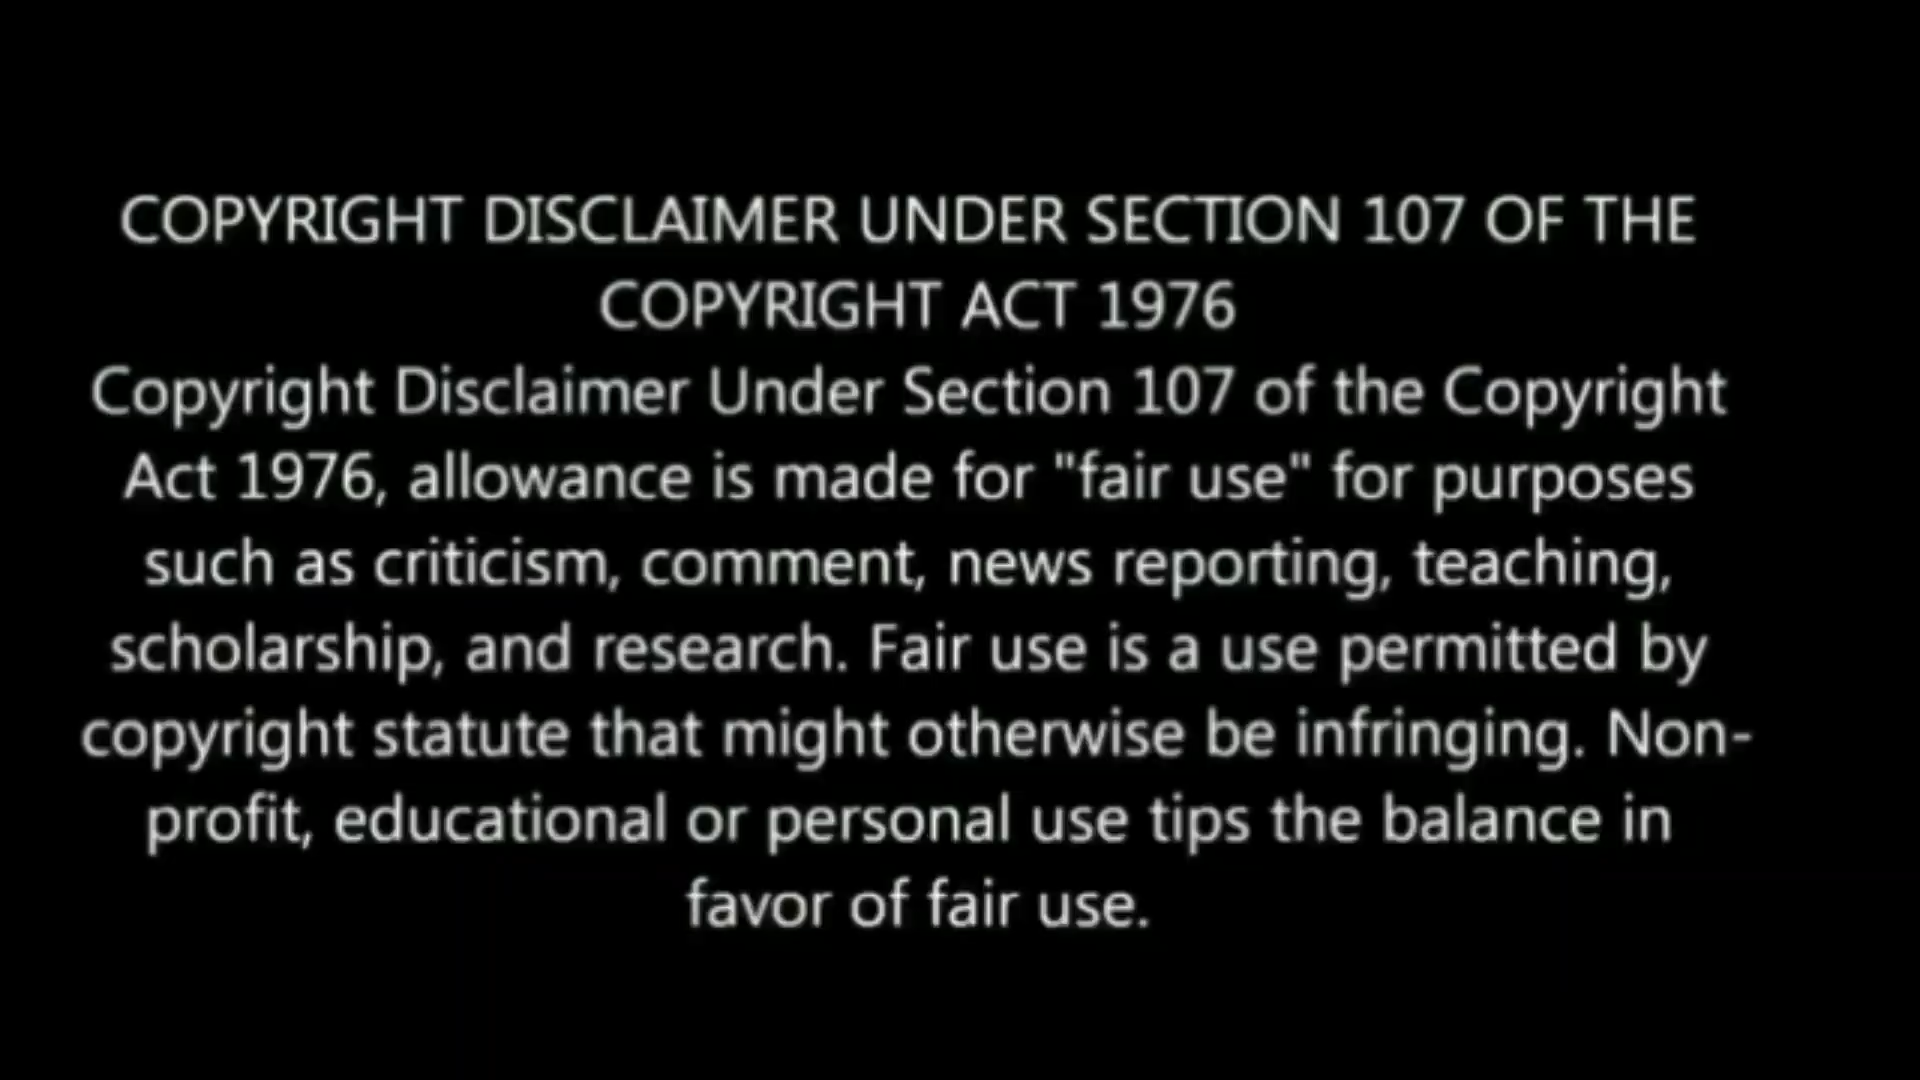 COPYRIGHT DISCLAIMER UNDER SECTION 107 OF THE
COPYRIGHT ACT 1976
Copyright Disclaimer Under Section 107 of the Copyright
Act 1976, allowance is made for "fair use" for purposes
such as criticism, comment, news reporting, teaching,
scholarship, and research. Fair use is a use permitted by
copyright statute that might otherwise be infringing. Non-
profit, educational or personal use tips the balance in
favor of fair use.